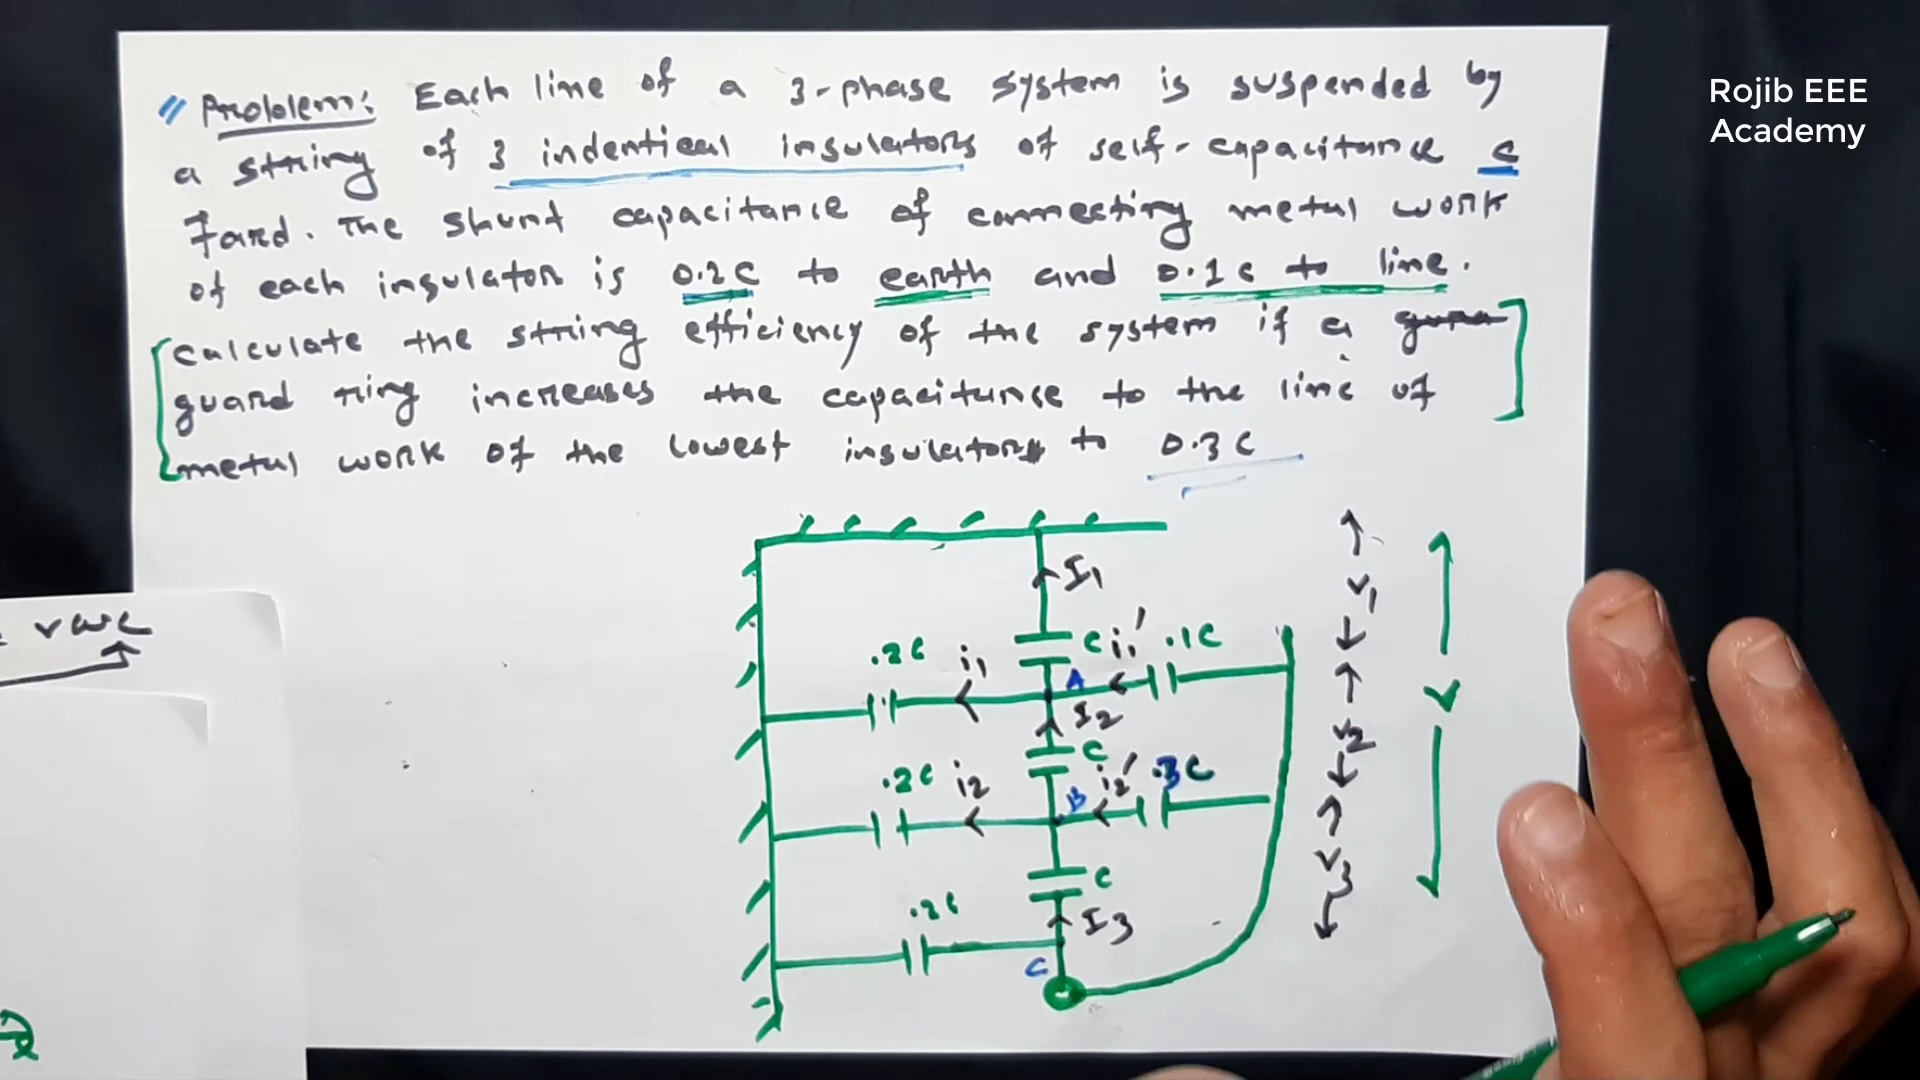 Rojib EEE
Academy
" Problem: Each line of a 3-phase system is suspended by
a string of 3 indentical insulators of self-capacitance c
fard. The shunt capacitance of connecting metal work
of each insulator is 0.2C to earth and 0.1c to line.
calculate the string efficiency of the system if a
guard ring increases the capacitance to the line of
metal work of the lowest insulators to 0.3C
I1
V1
vwc
.2C i1 C i1' .1C
A
I2
V
V2
.2C i2 C i2' .3C
B
V3
C
.2C
I3
C
2